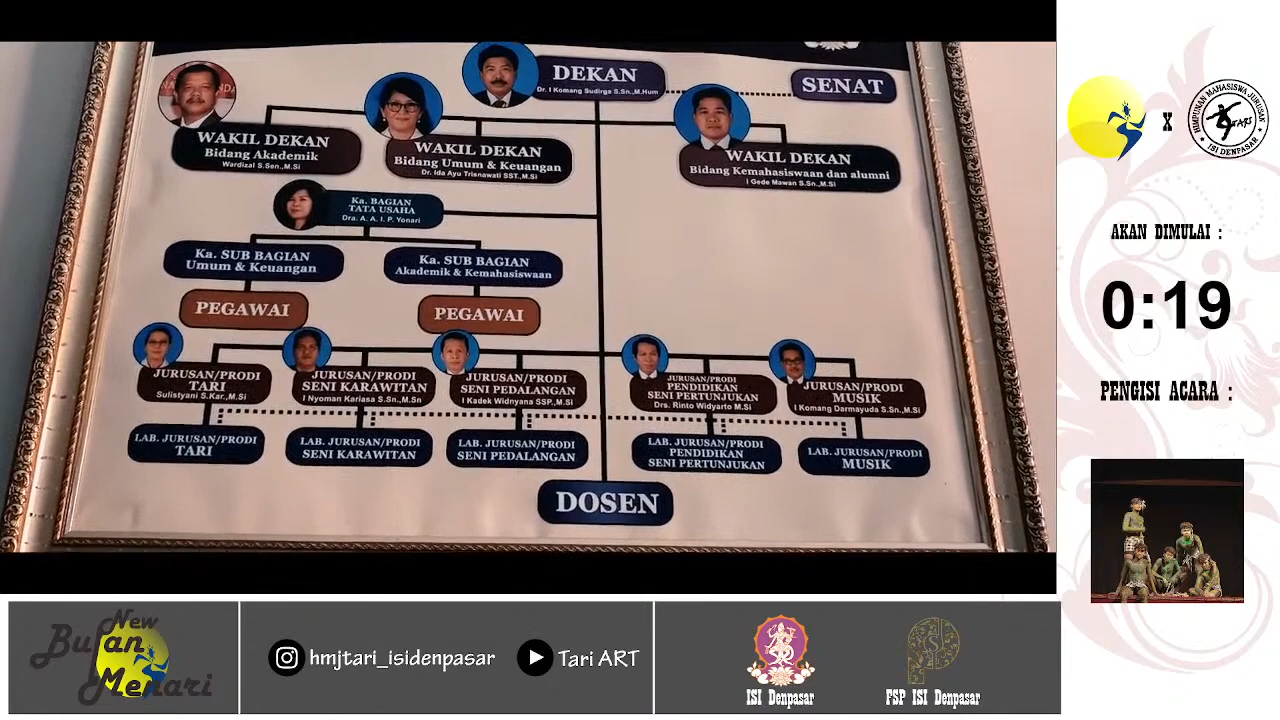 DEKAN
Dr. I Komang Sudirga S.Sn.,M.Hum
SENAT
WAKIL DEKAN
Bidang Akademik
Wardizal S.Sen.,M.Si
WAKIL DEKAN
Bidang Umum & Keuangan
Dr. Ida Ayu Trisnawati SST.,M.Si
WAKIL DEKAN
Bidang Kemahasiswaan dan alumni
I Gede Mawan S.Sn.,M.Si
Ka. BAGIAN
TATA USAHA
Dra. A. A. I. P. Yonari
Ka. SUB BAGIAN
Umum & Keuangan
Ka. SUB BAGIAN
Akademik & Kemahasiswaan
PEGAWAI
PEGAWAI
JURUSAN/PRODI
TARI
Sulistyani S.Kar.,M.Si
JURUSAN/PRODI
SENI KARAWITAN
I Nyoman Kariasa S.Sn.,M.Sn
JURUSAN/PRODI
SENI PEDALANGAN
I Kadek Widnyana SSP.,M.Si
JURUSAN/PRODI
PENDIDIKAN
SENI PERTUNJUKAN
Drs. Rinto Widyarto M.Si
JURUSAN/PRODI
MUSIK
I Komang Darmayuda S.Sn.,M.Si
LAB. JURUSAN/PRODI
TARI
LAB. JURUSAN/PRODI
SENI KARAWITAN
LAB. JURUSAN/PRODI
SENI PEDALANGAN
LAB. JURUSAN/PRODI
PENDIDIKAN
SENI PERTUNJUKAN
LAB. JURUSAN/PRODI
MUSIK
DOSEN
X
HIMPUNAN MAHASISWA JURUSAN
ISI DENPASAR
AKAN DIMULAI :
0:19
PENGISI ACARA :
New
Bulan
Menari
hmjtari_isidenpasar
Tari ART
ISI Denpasar
FSP ISI Denpasar